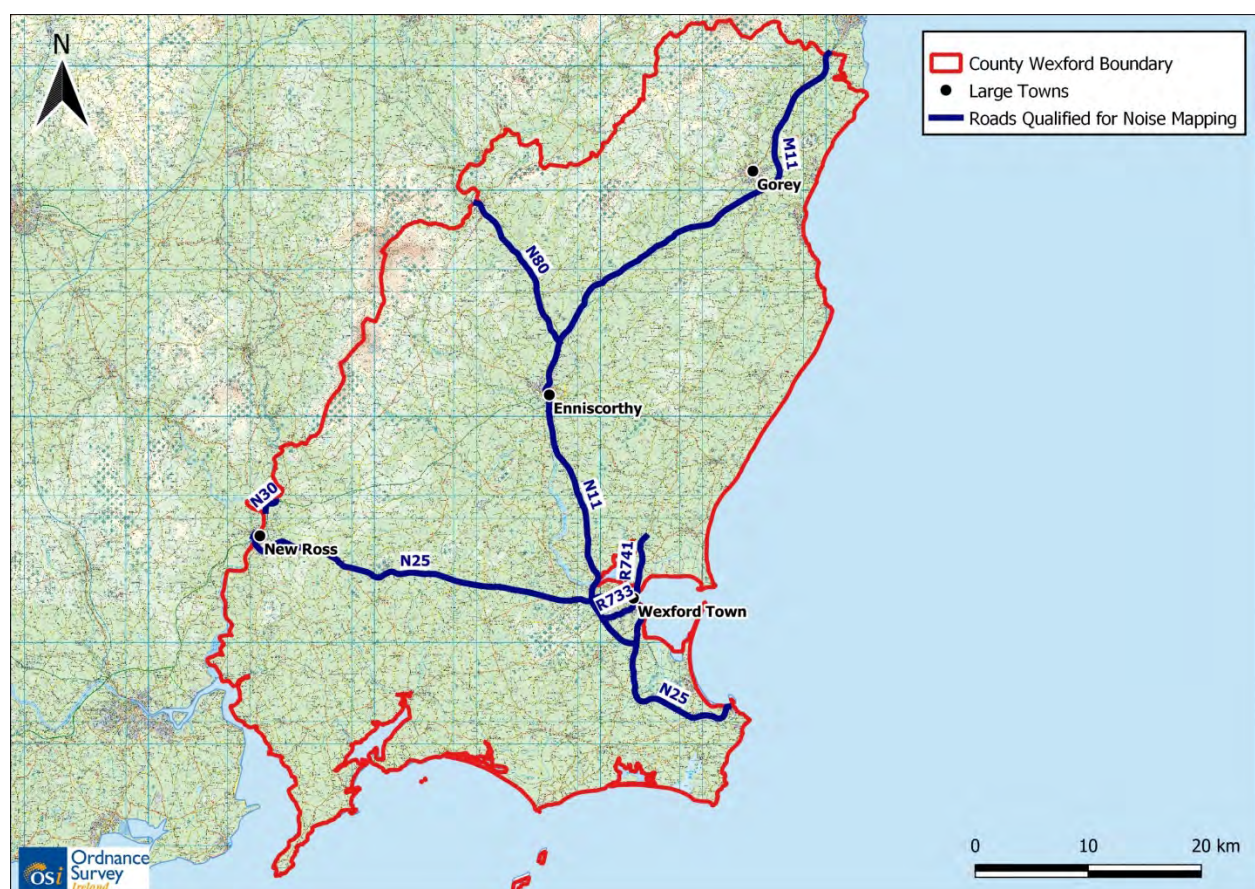 N
County Wexford Boundary
Large Towns
Roads Qualified for Noise Mapping
M11
Gorey
N80
Enniscorthy
N30
N11
New Ross
N25
R741
R733
Wexford Town
N25
0 10 20 km
OSi
Ordnance
Survey
Ireland